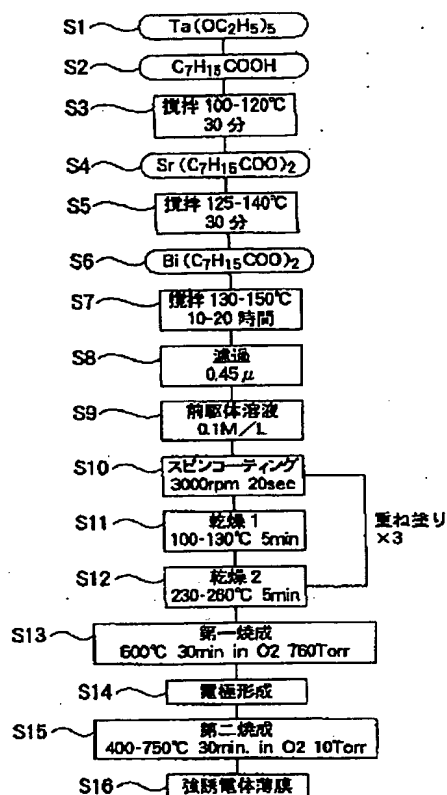 S1
Ta(OC2H5)5
S2
C7H15COOH
S3
撹拌 100-120℃
30分
S4
Sr(C7H15COO)2
S5
撹拌 125-140℃
30分
S6
Bi(C7H15COO)2
S7
撹拌 130-150℃
10-20時間
S8
濾過
0.45μ
S9
前駆体溶液
0.1M/L
S10
スピンコーティング
3000rpm 20sec
S11
乾燥1
100-130℃ 5min
重ね塗り
×3
S12
乾燥2
230-260℃ 5min
S13
第一焼成
600℃ 30min in O2 760Torr
S14
電極形成
S15
第二焼成
400-750℃ 30min. in O2 10Torr
S16
強誘電体薄膜